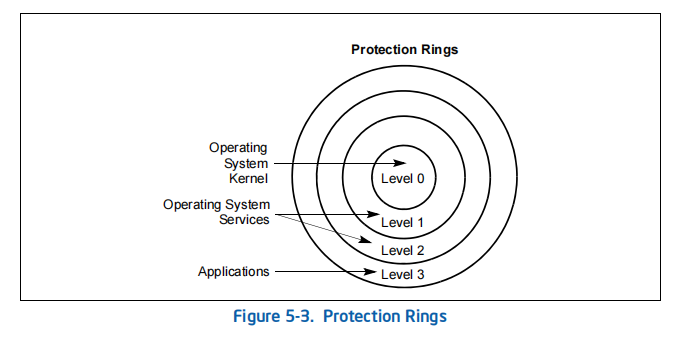 Protection Rings
Operating
System
Kernel
Level 0
Operating System
Services
Level 1
Level 2
Applications
Level 3
Figure 5-3. Protection Rings